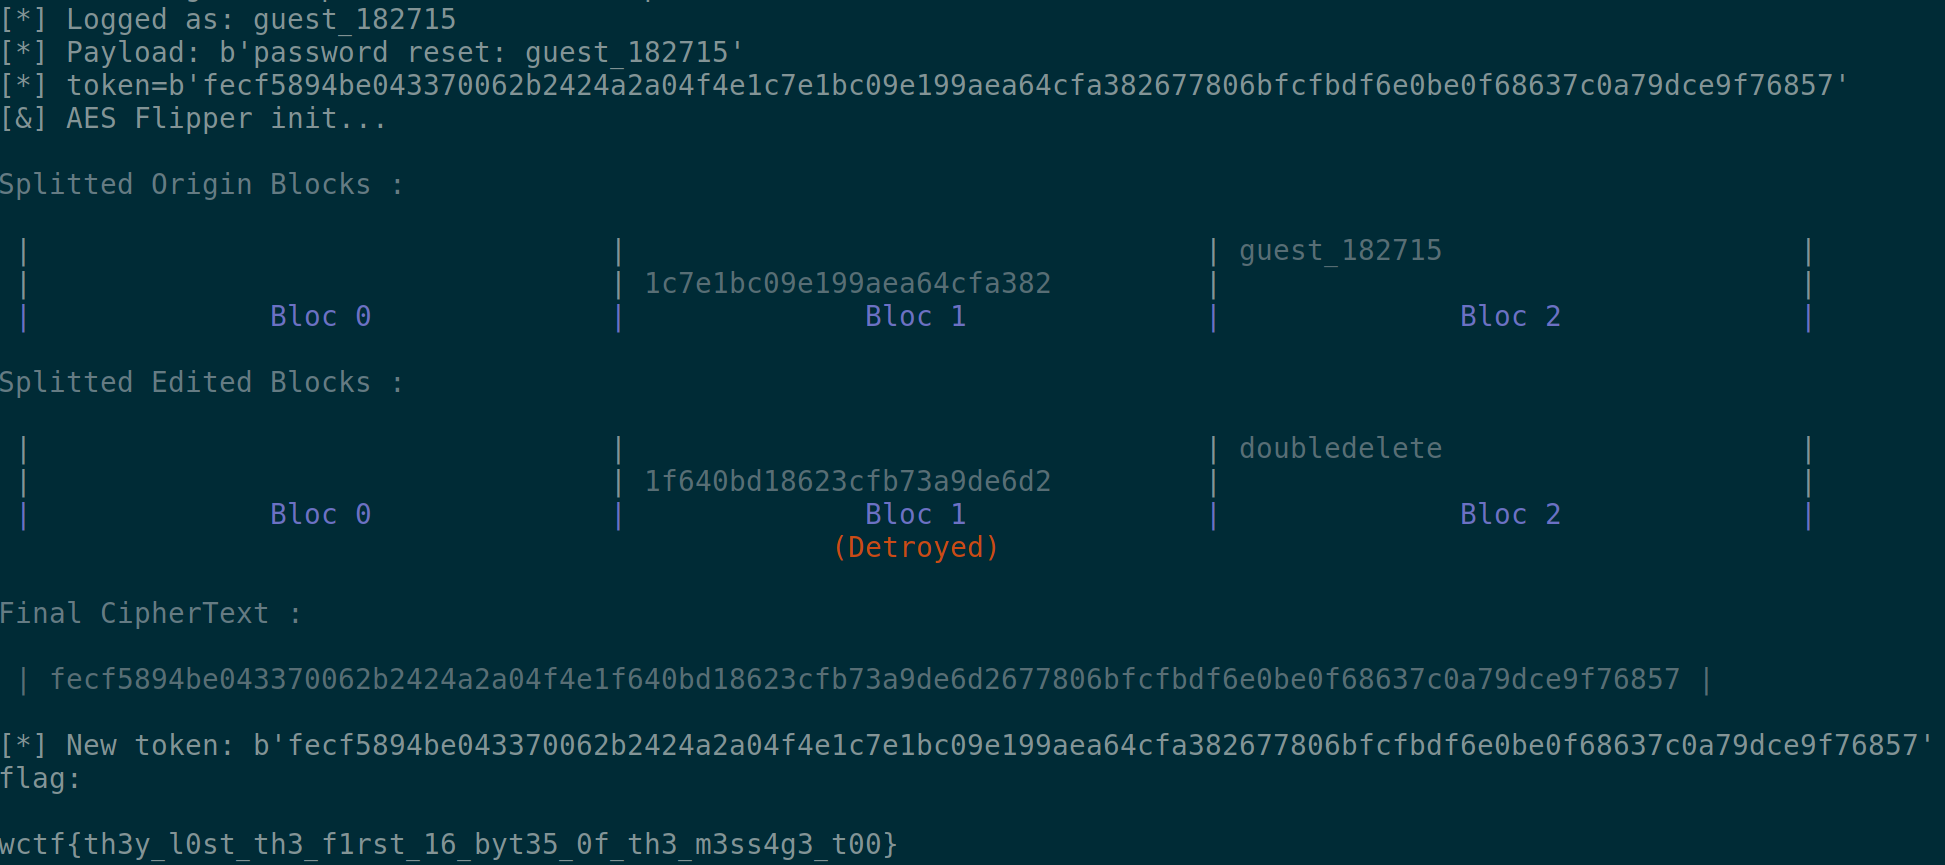 [*] Logged as: guest_182715
[*] Payload: b'password reset: guest_182715'
[*] token=b'fecf5894be043370062b2424a2a04f4e1c7e1bc09e199aea64cfa382677806bfcfbdf6e0be0f68637c0a79dce9f76857'
[&] AES Flipper init...
Splitted Origin Blocks :
| | | guest_182715 |
| | 1c7e1bc09e199aea64cfa382 | |
| Bloc 0 | Bloc 1 | Bloc 2 |
Splitted Edited Blocks :
| | | doubledelete |
| | 1f640bd18623cfb73a9de6d2 | |
| Bloc 0 | Bloc 1 | Bloc 2 |
(Detroyed)
Final CipherText :
| fecf5894be043370062b2424a2a04f4e1f640bd18623cfb73a9de6d2677806bfcfbdf6e0be0f68637c0a79dce9f76857 |
[*] New token: b'fecf5894be043370062b2424a2a04f4e1c7e1bc09e199aea64cfa382677806bfcfbdf6e0be0f68637c0a79dce9f76857'
flag:
wctf{th3y_l0st_th3_f1rst_16_byt35_0f_th3_m3ss4g3_t00}